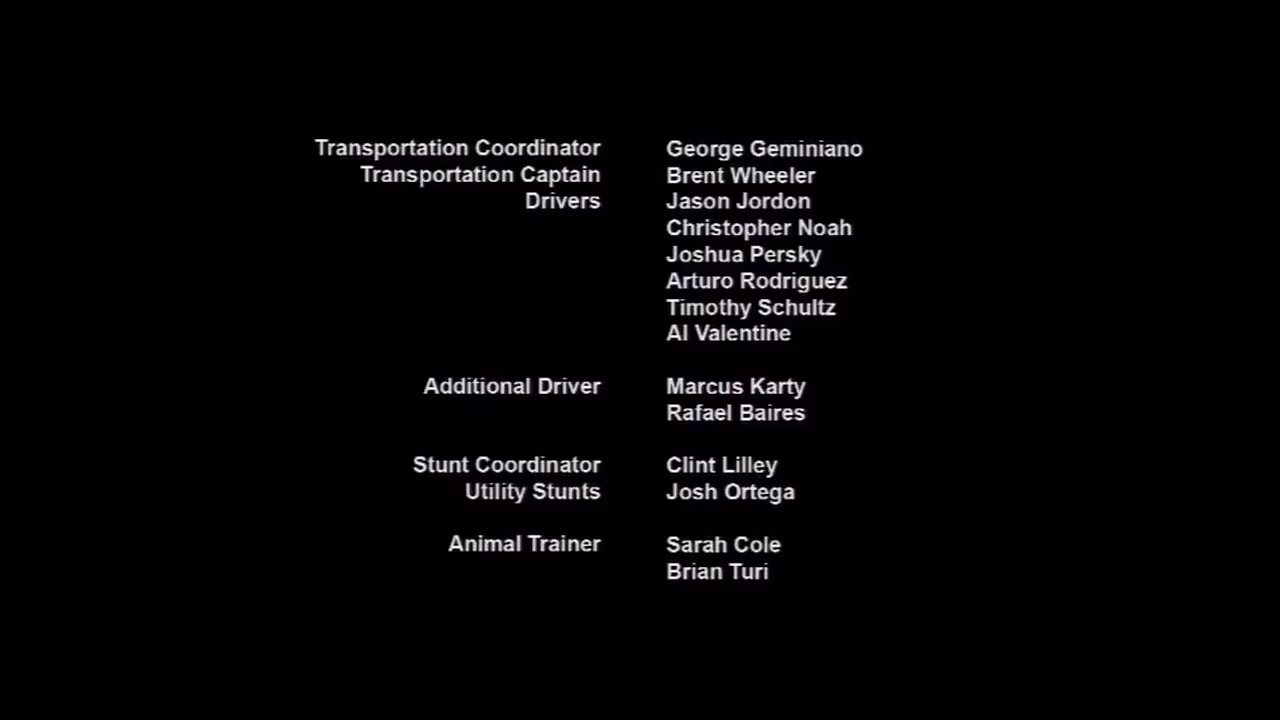 Transportation Coordinator George Geminiano
Transportation Captain Brent Wheeler
Drivers Jason Jordon
Christopher Noah
Joshua Persky
Arturo Rodriguez
Timothy Schultz
Al Valentine
Additional Driver Marcus Karty
Rafael Baires
Stunt Coordinator Clint Lilley
Utility Stunts Josh Ortega
Animal Trainer Sarah Cole
Brian Turi